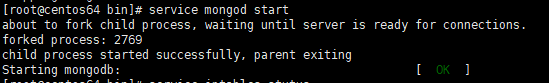 [root@centos64 bin]# service mongod start
about to fork child process, waiting until server is ready for connections.
forked process: 2769
child process started successfully, parent exiting
Starting mongodb: [ OK ]